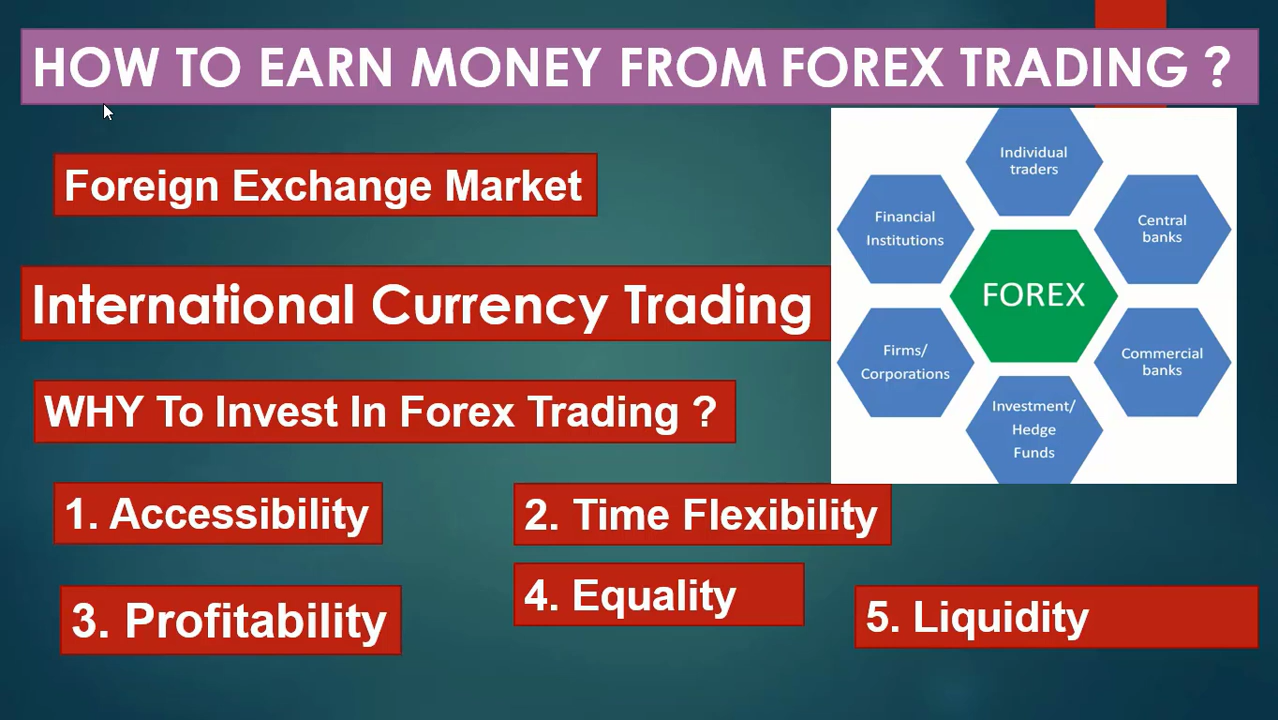 HOW TO EARN MONEY FROM FOREX TRADING ?
Foreign Exchange Market
International Currency Trading
WHY To Invest In Forex Trading ?
1. Accessibility
2. Time Flexibility
3. Profitability
4. Equality
5. Liquidity
Individual
traders
Financial
Institutions
Central
banks
FOREX
Firms/
Corporations
Commercial
banks
Investment/
Hedge
Funds